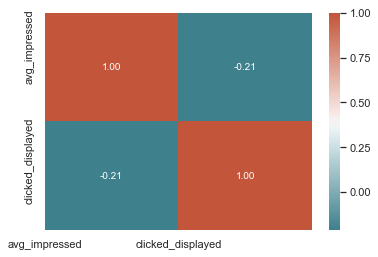 avg_impressed
clicked_displayed
1.00
-0.21
-0.21
1.00
avg_impressed
clicked_displayed
1.00
0.75
0.50
0.25
0.00